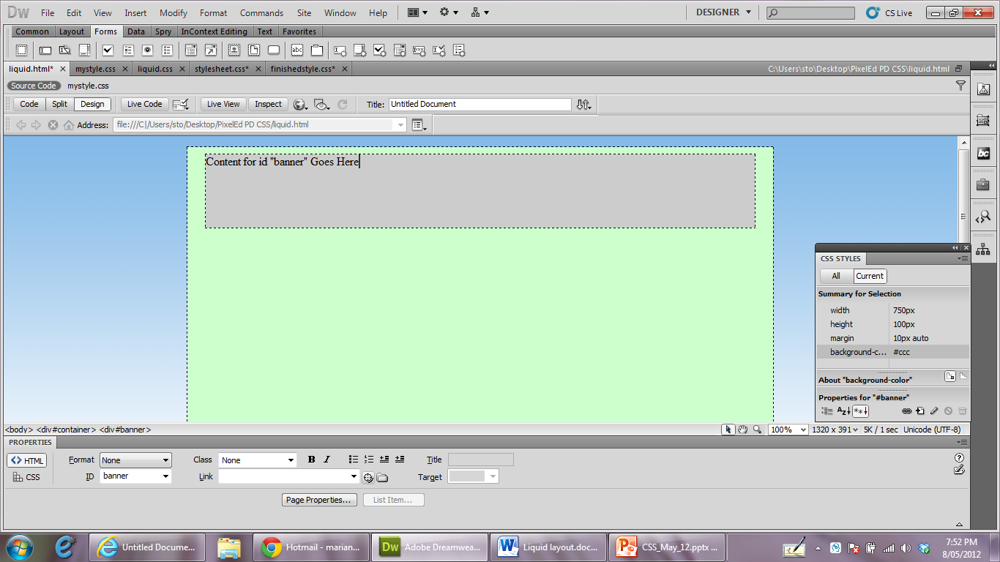 Dw File Edit View Insert Modify Format Commands Site Window Help DESIGNER CS Live
Common Layout Forms Data Spry InContext Editing Text Favorites
liquid.html* mystyle.css liquid.css stylesheet.css* finishedstyle.css* C:\Users\sto\Desktop\PixelEd PD CSS\liquid.html
Source Code mystyle.css
Code Split Design Live Code Live View Inspect Title: Untitled Document
Address: file:///C|/Users/sto/Desktop/PixelEd PD CSS/liquid.html
Content for id "banner" Goes Here
bc
CSS STYLES
All Current
Summary for Selection
width 750px
height 100px
margin 10px auto
background-c... #ccc
About "background-color"
Properties for "#banner"
<body> <div#container> <div#banner> 100% 1320 x 391 5K / 1 sec Unicode (UTF-8)
PROPERTIES
HTML Format None Class None B I Title
CSS ID banner Link Target
Page Properties... List Item...
Untitled Docume... Hotmail - marian... Dw Adobe Dreamwea... Liquid layout.doc... CSS_May_12.pptx ... 7:52 PM
8/05/2012